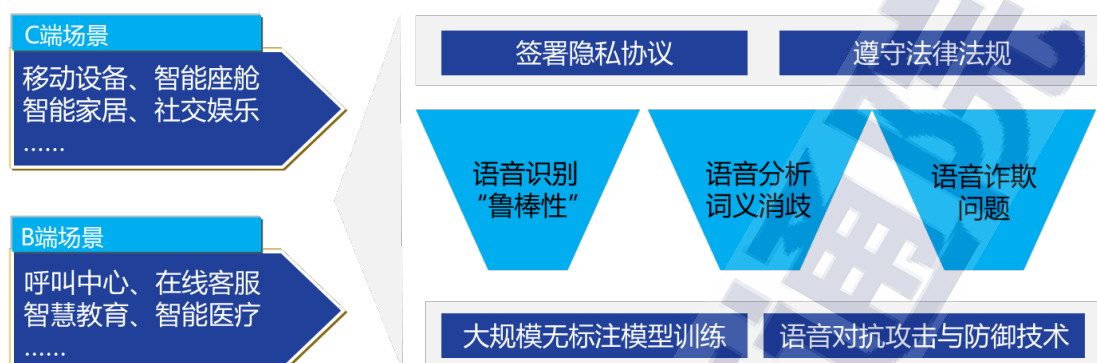 C端场景
移动设备、智能座舱
智能家居、社交娱乐
……
B端场景
呼叫中心、在线客服
智慧教育、智能医疗
……
签署隐私协议
遵守法律法规
语音识别
“鲁棒性”
语音分析
词义消歧
语音诈欺
问题
大规模无标注模型训练
语音对抗攻击与防御技术